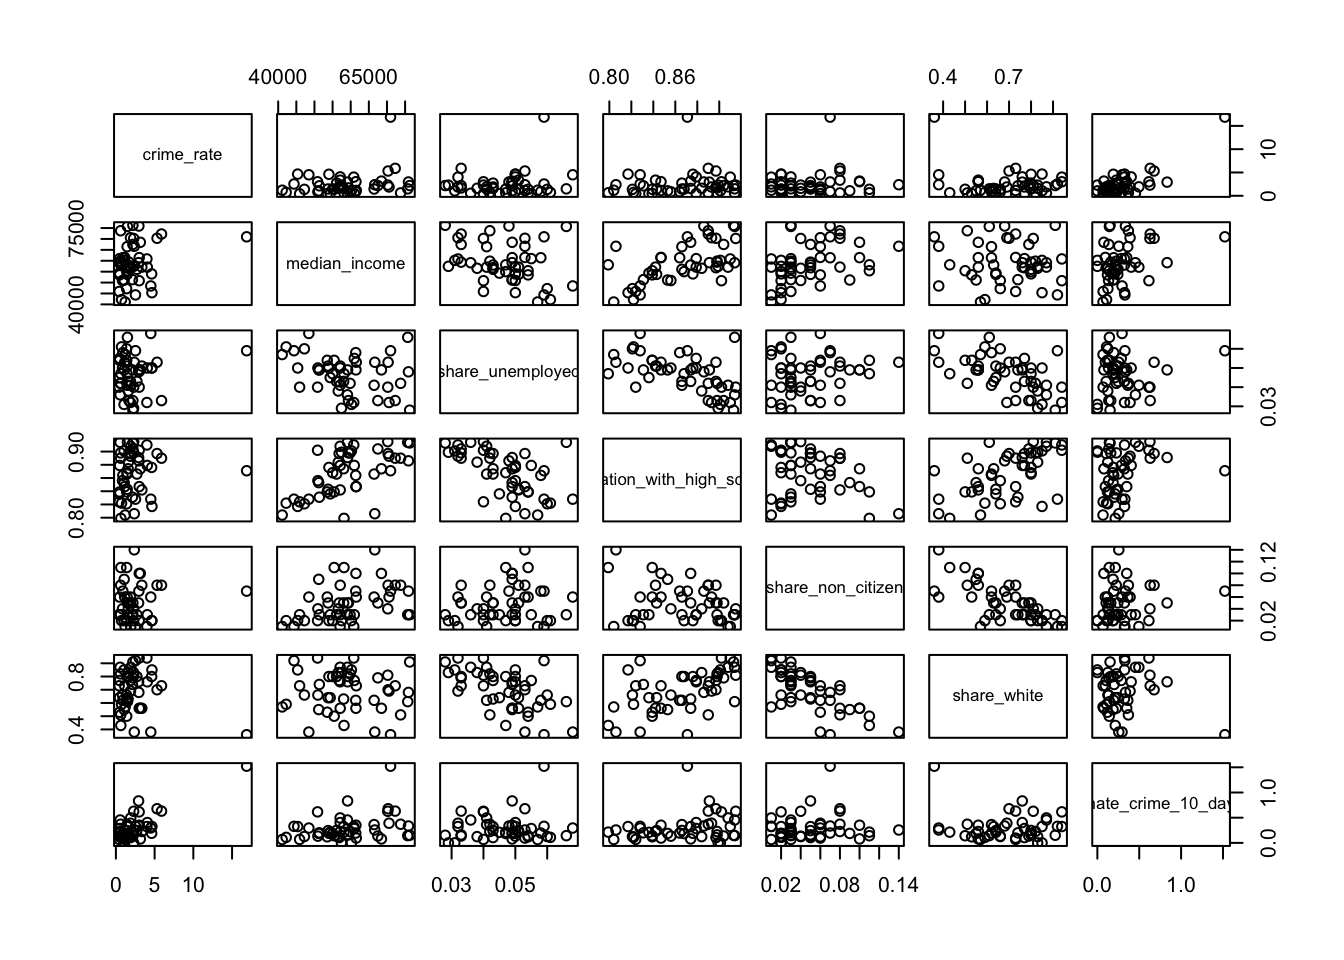 40000 65000 0.80 0.86 0.4 0.7
crime_rate 0 10
40000 75000 median_income
share_unemployed 0.03
0.80 0.90 ation_with_high_sc
share_non_citizen 0.02 0.12
0.4 0.8 share_white
hate_crime_10_day 0.0 1.0
0 5 10 0.03 0.05 0.02 0.08 0.14 0.0 1.0